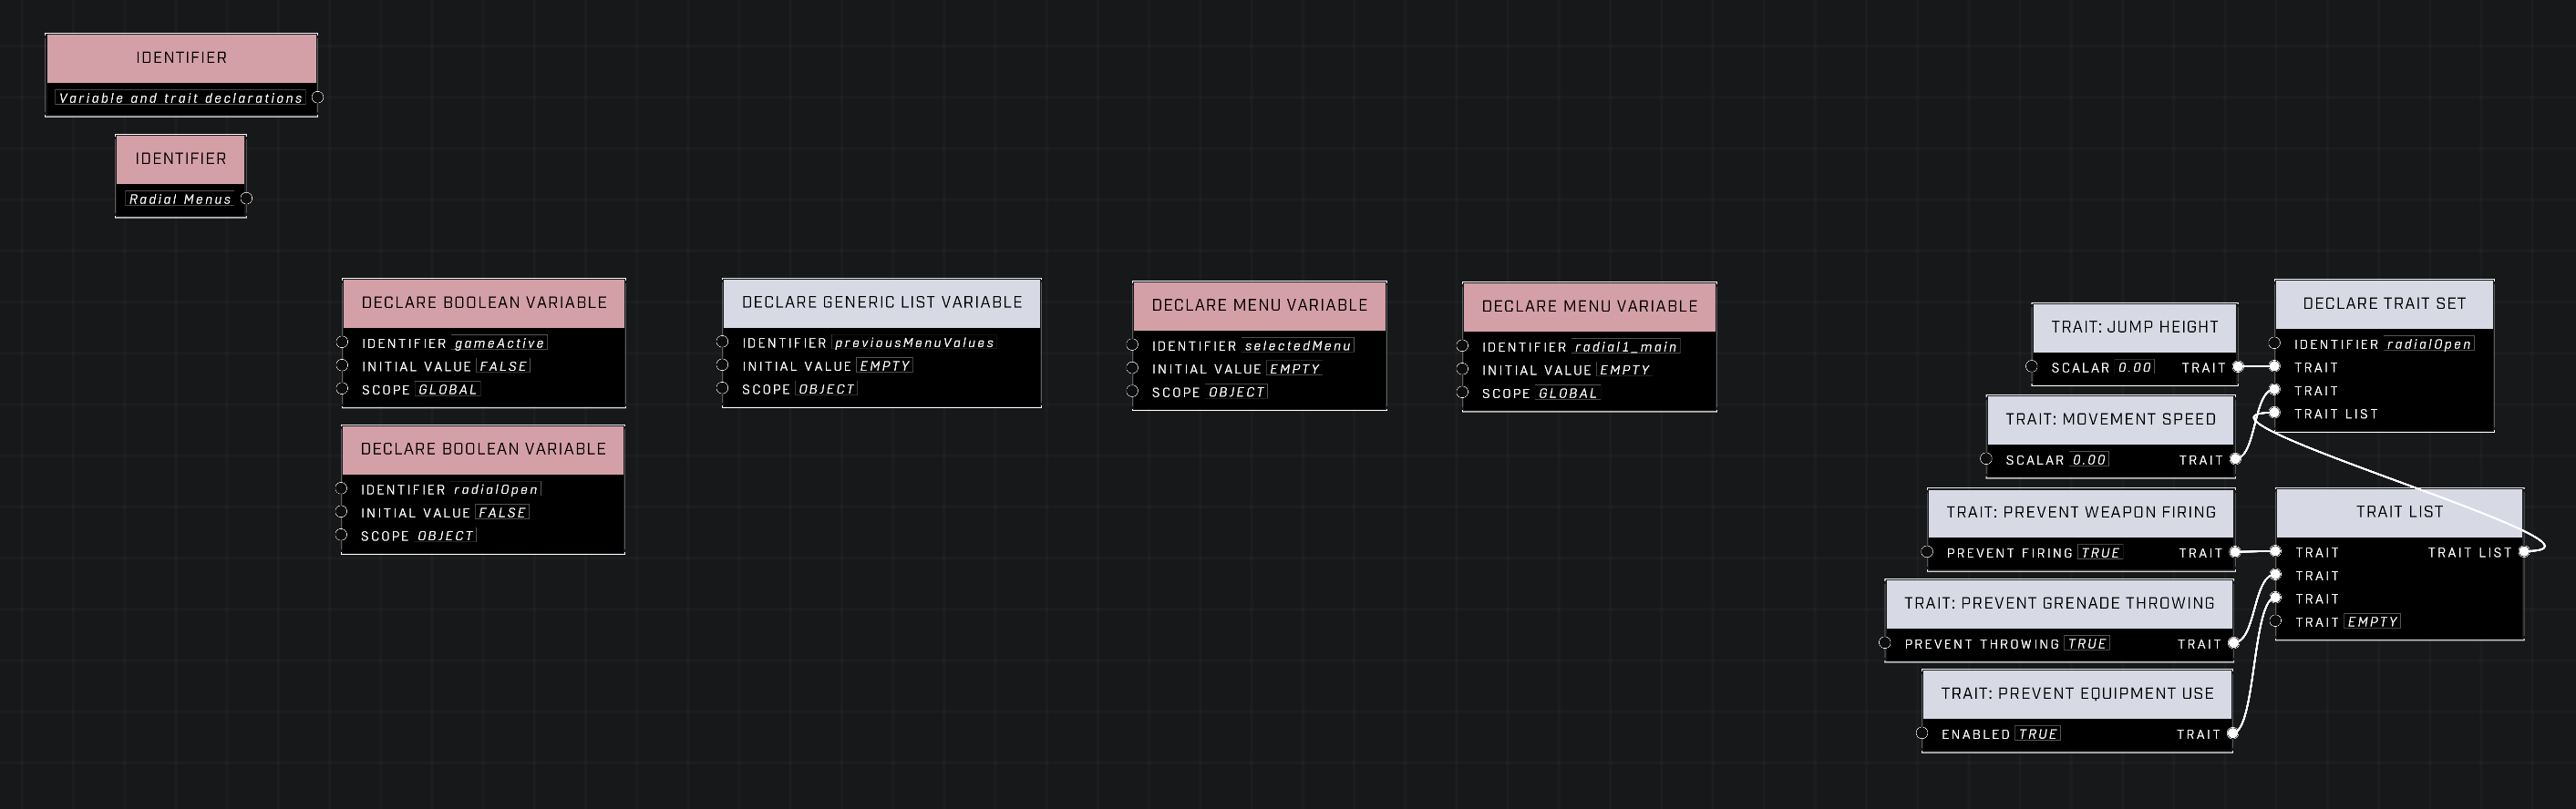 IDENTIFIER
Variable and trait declarations
IDENTIFIER
Radial Menus
DECLARE BOOLEAN VARIABLE
IDENTIFIER gameActive
INITIAL VALUE FALSE
SCOPE GLOBAL
DECLARE BOOLEAN VARIABLE
IDENTIFIER radialOpen
INITIAL VALUE FALSE
SCOPE OBJECT
DECLARE GENERIC LIST VARIABLE
IDENTIFIER previousMenuValues
INITIAL VALUE EMPTY
SCOPE OBJECT
DECLARE MENU VARIABLE
IDENTIFIER selectedMenu
INITIAL VALUE EMPTY
SCOPE OBJECT
DECLARE MENU VARIABLE
IDENTIFIER radial1_main
INITIAL VALUE EMPTY
SCOPE GLOBAL
TRAIT: JUMP HEIGHT
SCALAR 0.00 TRAIT
TRAIT: MOVEMENT SPEED
SCALAR 0.00 TRAIT
TRAIT: PREVENT WEAPON FIRING
PREVENT FIRING TRUE TRAIT
TRAIT: PREVENT GRENADE THROWING
PREVENT THROWING TRUE TRAIT
TRAIT: PREVENT EQUIPMENT USE
ENABLED TRUE TRAIT
DECLARE TRAIT SET
IDENTIFIER radialOpen
TRAIT
TRAIT
TRAIT LIST
TRAIT LIST
TRAIT TRAIT LIST
TRAIT
TRAIT
TRAIT EMPTY